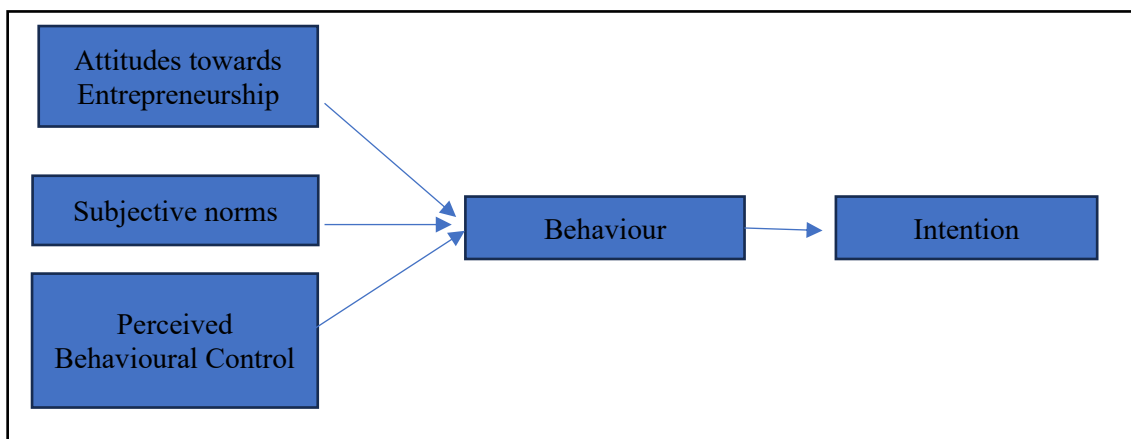 Attitudes towards
Entrepreneurship
Subjective norms
Behaviour
Intention
Perceived
Behavioural Control